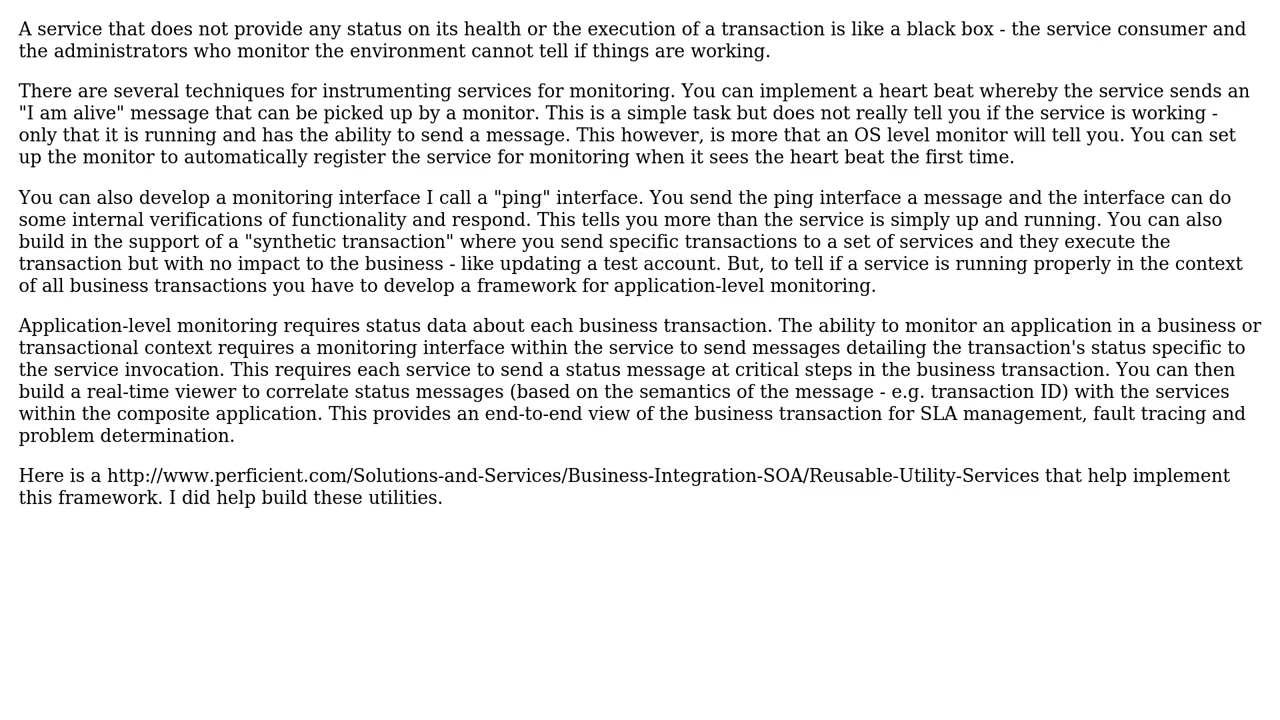 A service that does not provide any status on its health or the execution of a transaction is like a black box - the service consumer and
the administrators who monitor the environment cannot tell if things are working.
There are several techniques for instrumenting services for monitoring. You can implement a heart beat whereby the service sends an
"I am alive" message that can be picked up by a monitor. This is a simple task but does not really tell you if the service is working -
only that it is running and has the ability to send a message. This however, is more that an OS level monitor will tell you. You can set
up the monitor to automatically register the service for monitoring when it sees the heart beat the first time.
You can also develop a monitoring interface I call a "ping" interface. You send the ping interface a message and the interface can do
some internal verifications of functionality and respond. This tells you more than the service is simply up and running. You can also
build in the support of a "synthetic transaction" where you send specific transactions to a set of services and they execute the
transaction but with no impact to the business - like updating a test account. But, to tell if a service is running properly in the context
of all business transactions you have to develop a framework for application-level monitoring.
Application-level monitoring requires status data about each business transaction. The ability to monitor an application in a business or
transactional context requires a monitoring interface within the service to send messages detailing the transaction's status specific to
the service invocation. This requires each service to send a status message at critical steps in the business transaction. You can then
build a real-time viewer to correlate status messages (based on the semantics of the message - e.g. transaction ID) with the services
within the composite application. This provides an end-to-end view of the business transaction for SLA management, fault tracing and
problem determination.
Here is a http://www.perficient.com/Solutions-and-Services/Business-Integration-SOA/Reusable-Utility-Services that help implement
this framework. I did help build these utilities.